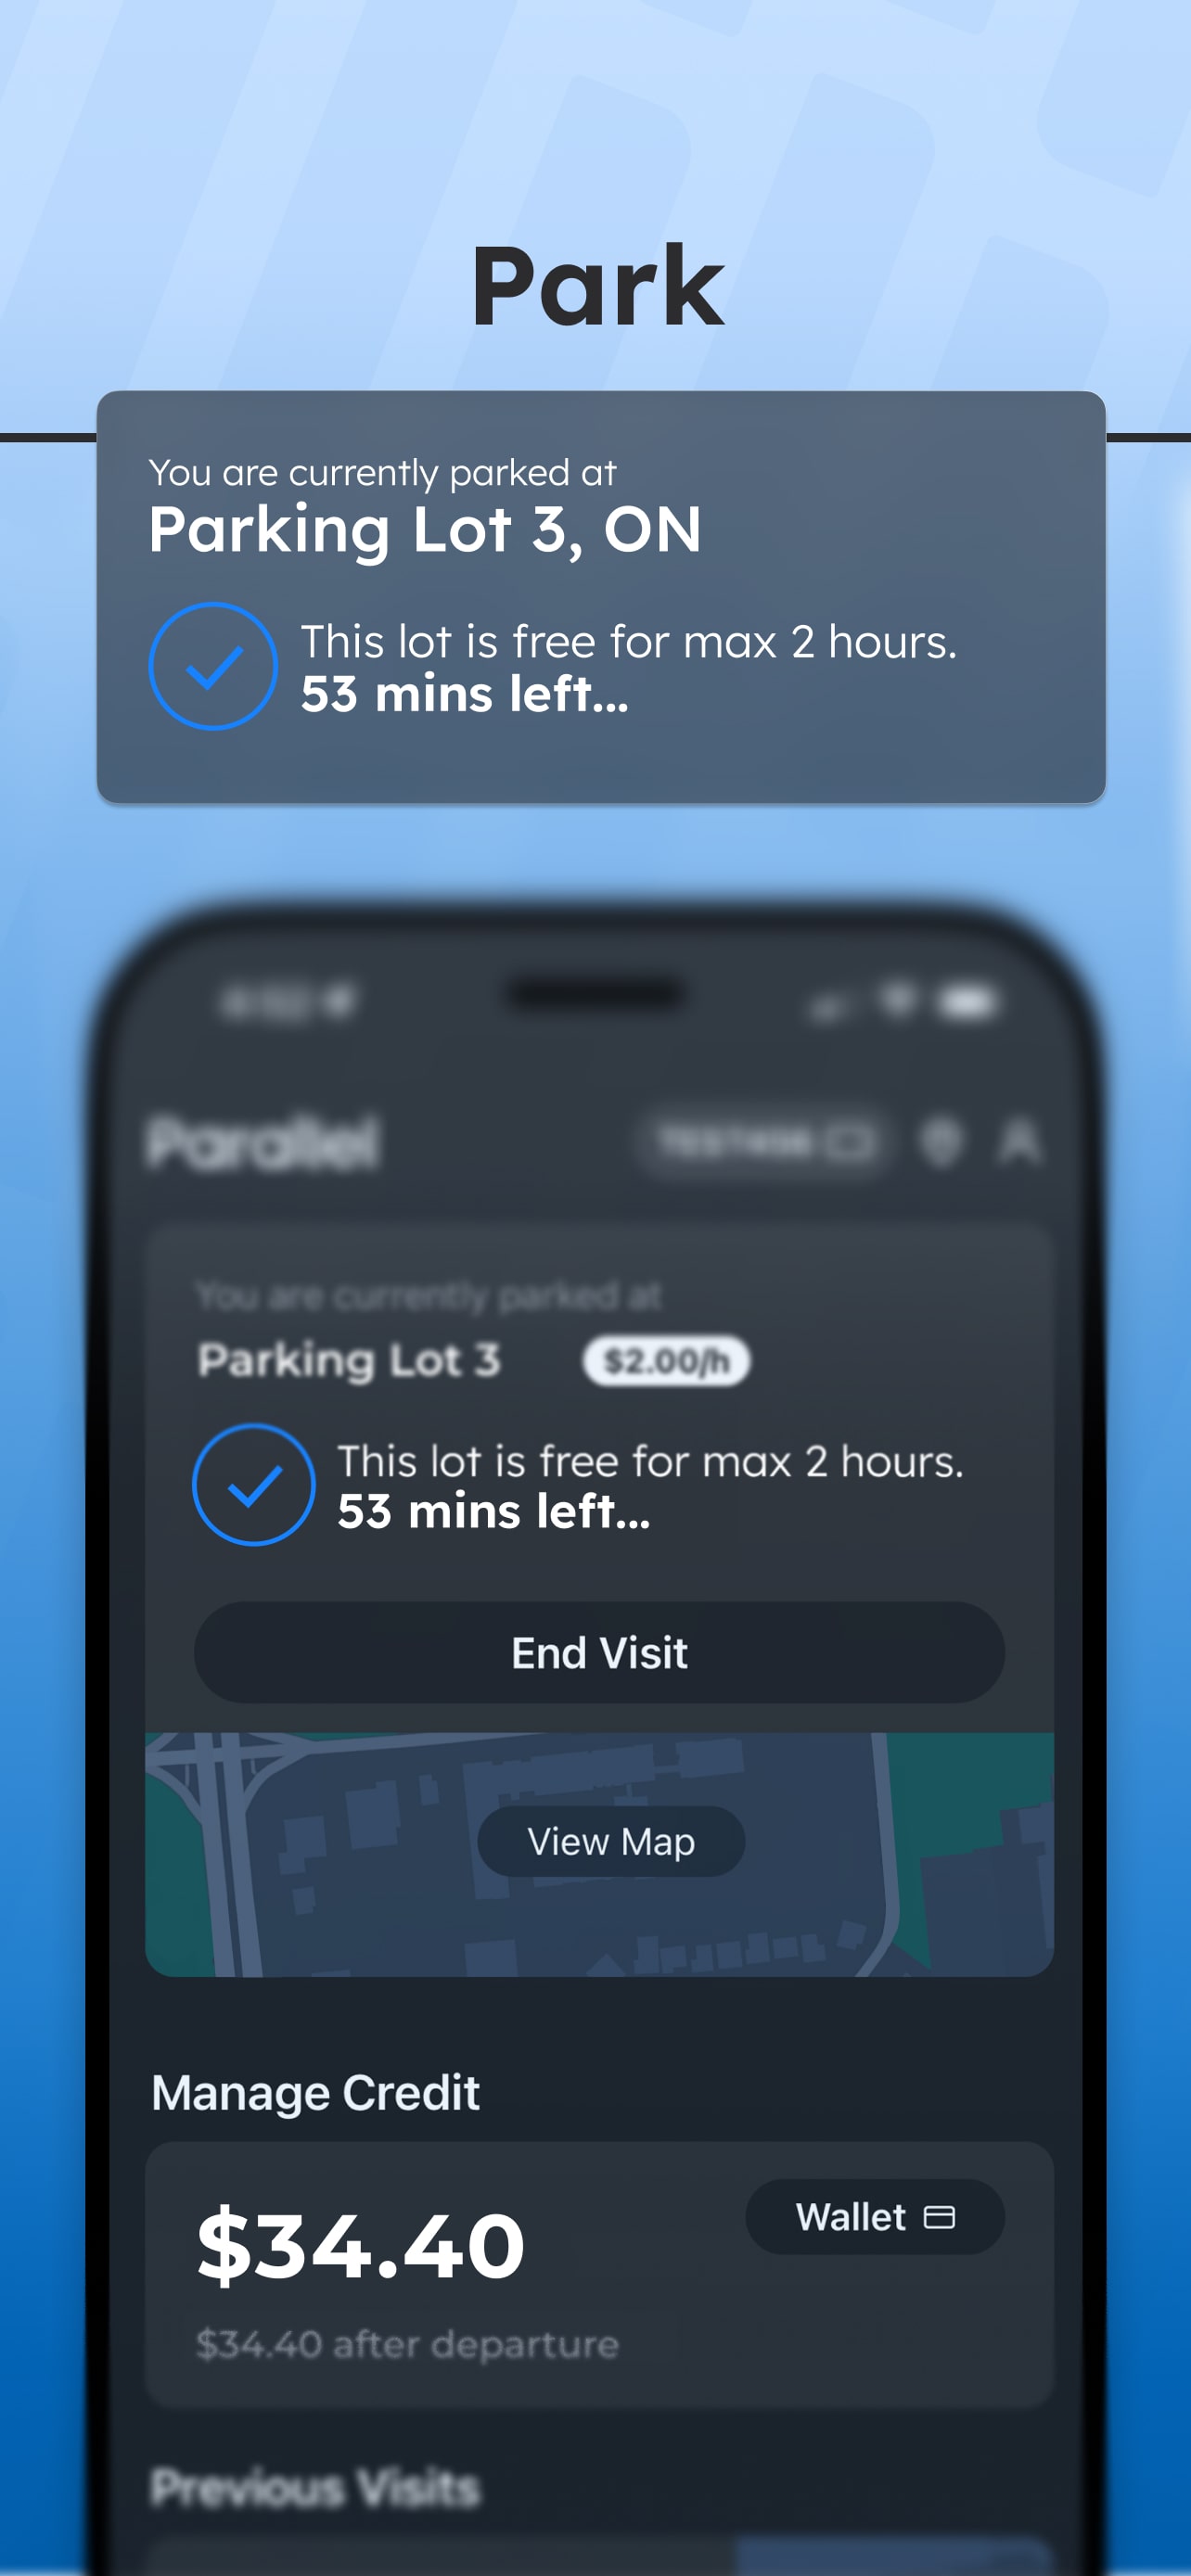 Park
You are currently parked at
Parking Lot 3, ON
This lot is free for max 2 hours.
53 mins left...
Parallel
You are currently parked at
Parking Lot 3 $2.00/h
This lot is free for max 2 hours.
53 mins left...
End Visit
View Map
Manage Credit
$34.40 Wallet
$34.40 after departure
Previous Visits